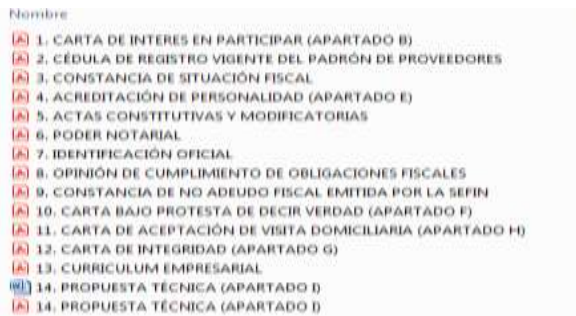 Nombre
1. CARTA DE INTERES EN PARTICIPAR (APARTADO B)
2. CÉDULA DE REGISTRO VIGENTE DEL PADRÓN DE PROVEEDORES
3. CONSTANCIA DE SITUACIÓN FISCAL
4. ACREDITACIÓN DE PERSONALIDAD (APARTADO E)
5. ACTAS CONSTITUTIVAS Y MODIFICATORIAS
6. PODER NOTARIAL
7. IDENTIFICACIÓN OFICIAL
8. OPINIÓN DE CUMPLIMIENTO DE OBLIGACIONES FISCALES
9. CONSTANCIA DE NO ADEUDO FISCAL EMITIDA POR LA SEFIN
10. CARTA BAJO PROTESTA DE DECIR VERDAD (APARTADO F)
11. CARTA DE ACEPTACIÓN DE VISITA DOMICILIARIA (APARTADO H)
12. CARTA DE INTEGRIDAD (APARTADO G)
13. CURRICULUM EMPRESARIAL
14. PROPUESTA TÉCNICA (APARTADO I)
14. PROPUESTA TÉCNICA (APARTADO I)